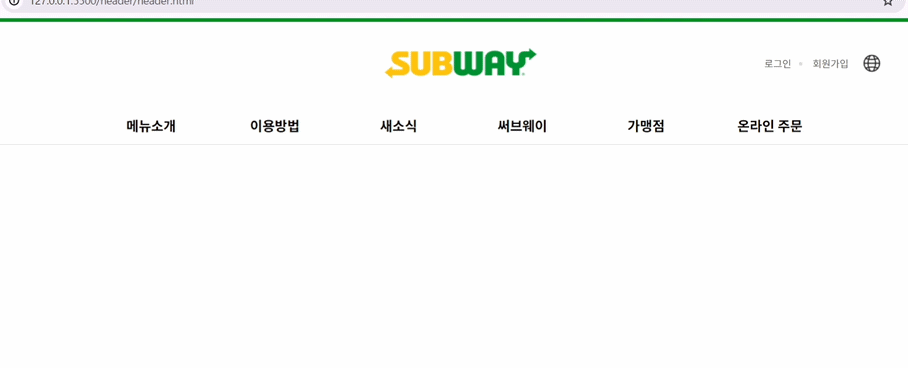 127.0.0.1:5500/header/header.html
SUBWAY
로그인 회원가입
메뉴소개 이용방법 새소식 써브웨이 가맹점 온라인 주문